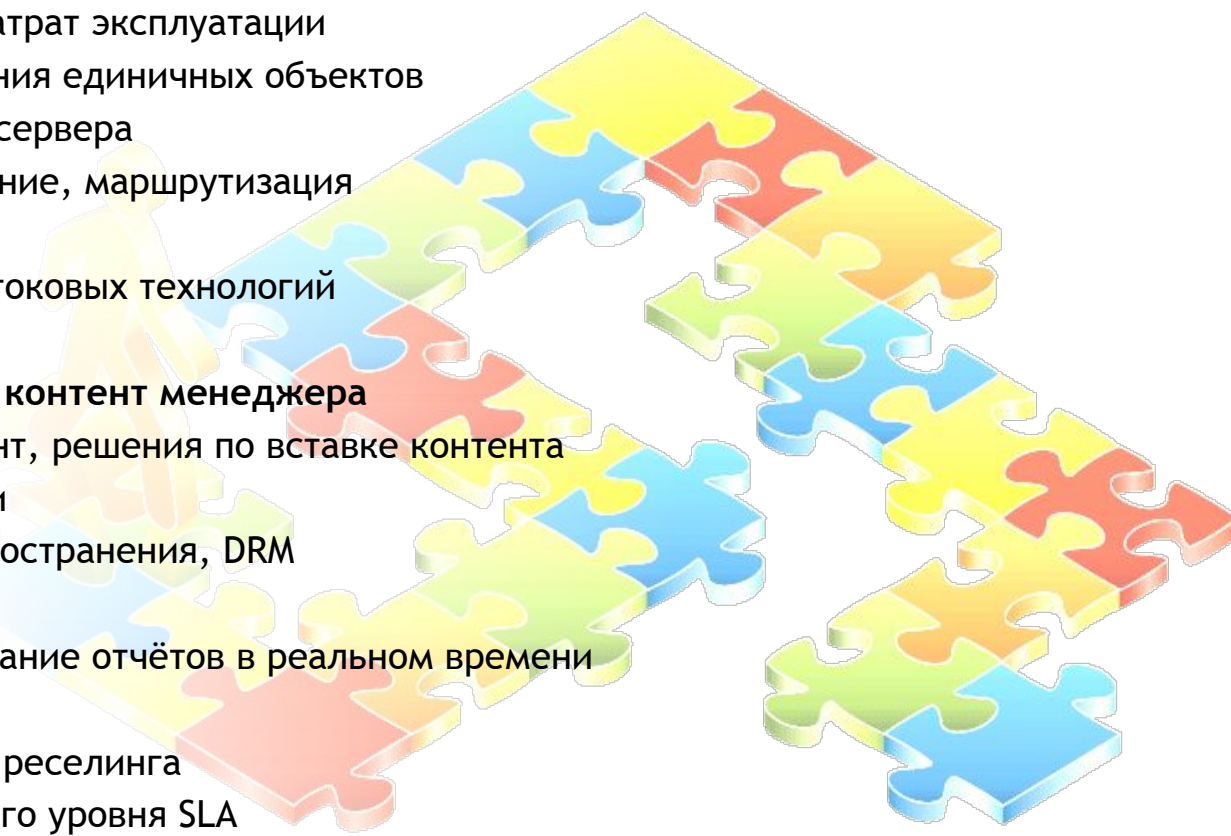 атрат эксплуатации
ния единичных объектов
сервера
ние, маршрутизация
токовых технологий
контент менеджера
нт, решения по вставке контента
и
остранения, DRM
ание отчётов в реальном времени
реселинга
го уровня SLA